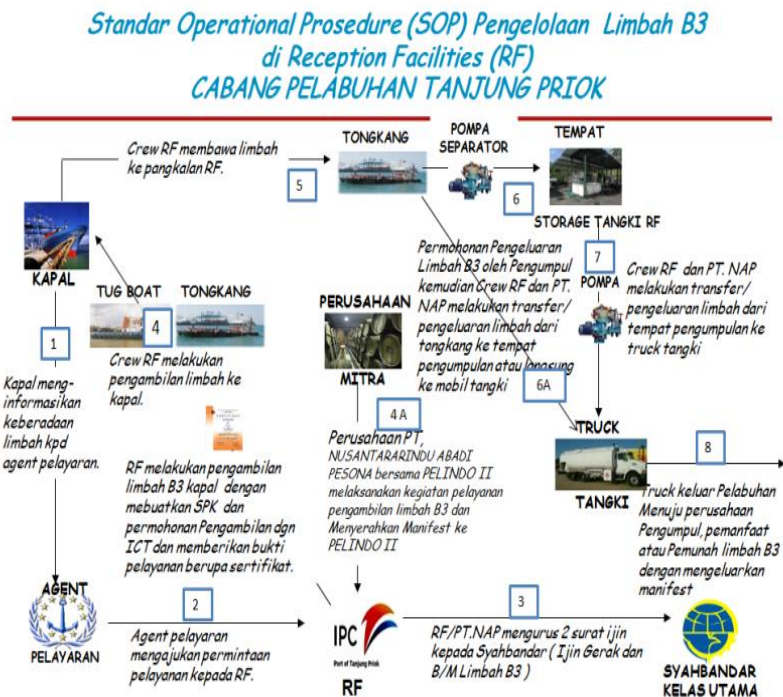 Standar Operational Prosedure (SOP) Pengelolaan Limbah B3
di Reception Facilities (RF)
CABANG PELABUHAN TANJUNG PRIOK
Crew RF membawa limbah
ke pangkalan RF.
5
TONGKANG
POMPA
SEPARATOR
6
TEMPAT
STORAGE TANGKI RF
KAPAL
TUG BOAT
TONGKANG
4
Crew RF melakukan
pengambilan limbah ke
kapal.
1
Kapal meng-
informasikan
keberadaan
limbah kpd
agent pelayaran.
RF melakukan pengambilan
limbah B3 kapal dengan
mebuatkan SPK dan
permohonan Pengambilan dgn
ICT dan memberikan bukti
pelayanan berupa sertifikat.
PERUSAHAAN
MITRA
4 A
Perusahaan PT,
NUSANTARARINDU ABADI
PESONA bersama PELINDO II
melaksanakan kegiatan pelayanan
pengambilan limbah B3 dan
Menyerahkan Manifest ke
PELINDO II
Permohonan Pengeluaran
Limbah B3 oleh Pengumpul
kemudian Crew RF dan PT.
NAP melakukan transfer/
pengeluaran limbah dari
tongkang ke tempat
pengumpulan atau langsung
ke mobil tangki
6A
7
POMPA
Crew RF dan PT. NAP
melakukan transfer/
pengeluaran limbah dari
tempat pengumpulan ke
truck tangki
TRUCK
TANGKI
8
Truck keluar Pelabuhan
Menuju perusahaan
Pengumpul, pemanfaat
atau Pemunah limbah B3
dengan mengeluarkan
manifest
AGENT
PELAYARAN
2
Agent pelayaran
mengajukan permintaan
pelayanan kepada RF.
IPC
Port of Tanjung Priok
RF
3
RF/PT.NAP mengurus 2 surat ijin
kepada Syahbandar ( Ijin Gerak dan
B/M Limbah B3 )
SYAHBANDAR
KELAS UTAMA